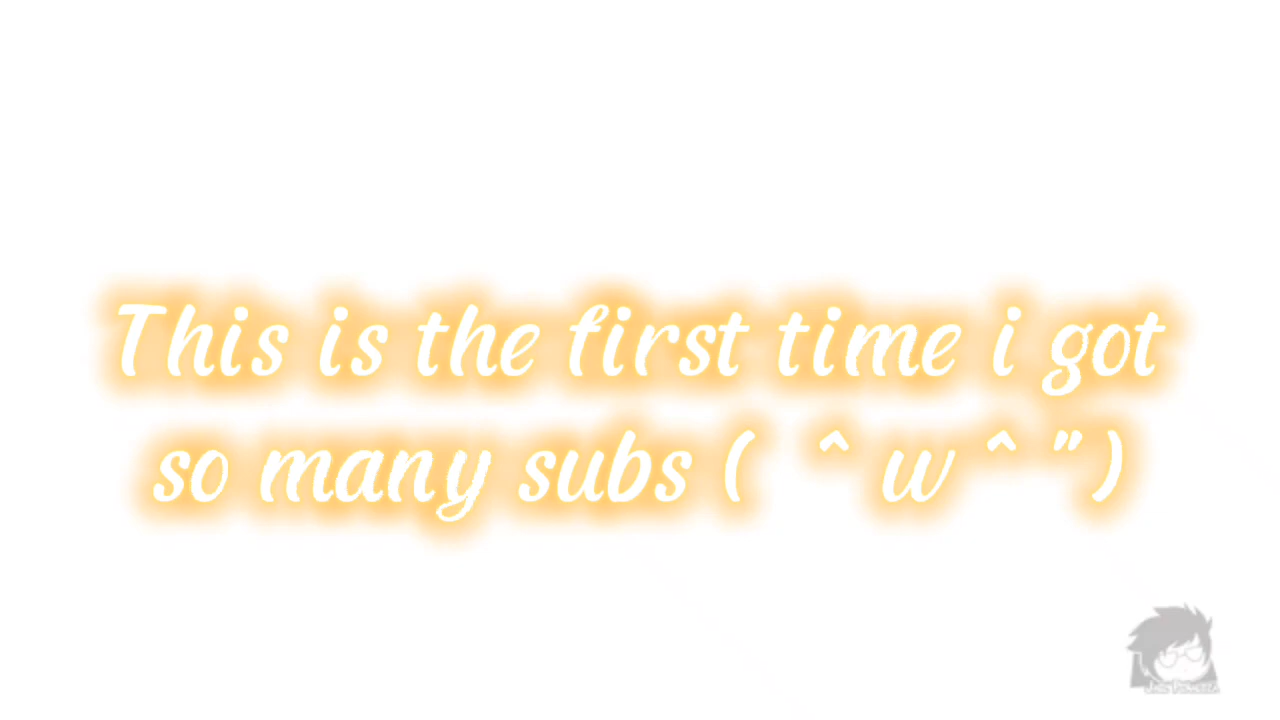 This is the first time i got
so many subs ( ^ w ^ ")